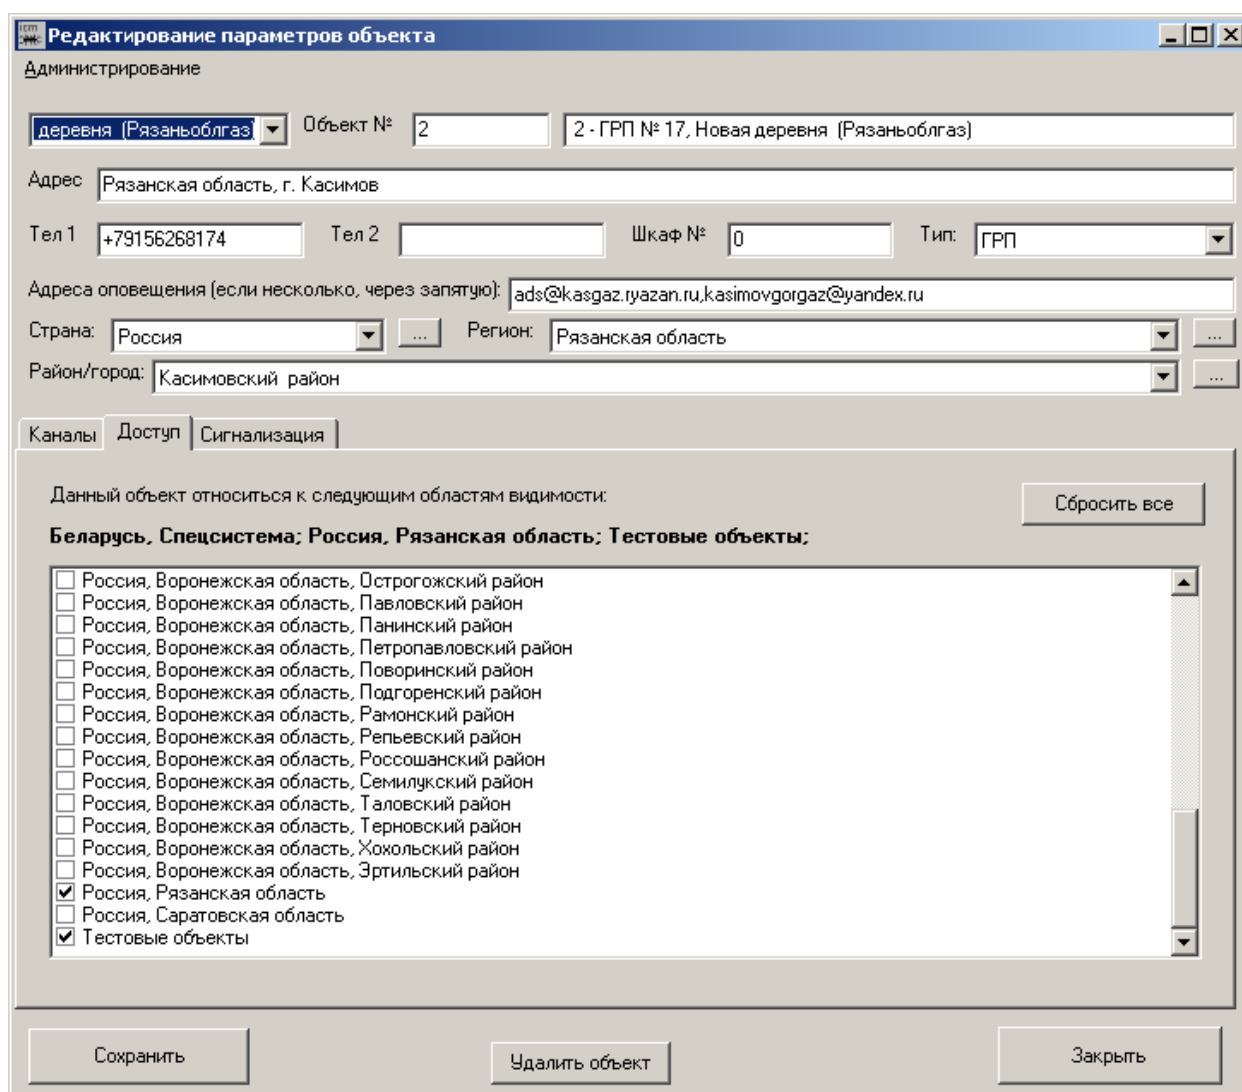 Редактирование параметров объекта
Администрирование
деревня (Рязаньоблгаз) Объект № 2 2 - ГРП № 17, Новая деревня (Рязаньоблгаз)
Адрес Рязанская область, г. Касимов
Тел 1 +79156268174 Тел 2 Шкаф № 0 Тип: ГРП
Адреса оповещения (если несколько, через запятую): ads@kasgaz.ryazan.ru,kasimovgorgaz@yandex.ru
Страна: Россия ... Регион: Рязанская область ...
Район/город: Касимовский район ...
Каналы Доступ Сигнализация
Данный объект относиться к следующим областям видимости:
Сбросить все
Беларусь, Спецсистема; Россия, Рязанская область; Тестовые объекты;
Россия, Воронежская область, Острогожский район
Россия, Воронежская область, Павловский район
Россия, Воронежская область, Панинский район
Россия, Воронежская область, Петропавловский район
Россия, Воронежская область, Поворинский район
Россия, Воронежская область, Подгоренский район
Россия, Воронежская область, Рамонский район
Россия, Воронежская область, Репьевский район
Россия, Воронежская область, Россошанский район
Россия, Воронежская область, Семилукский район
Россия, Воронежская область, Таловский район
Россия, Воронежская область, Терновский район
Россия, Воронежская область, Хохольский район
Россия, Воронежская область, Эртильский район
Россия, Рязанская область
Россия, Саратовская область
Тестовые объекты
Сохранить Удалить объект Закрыть